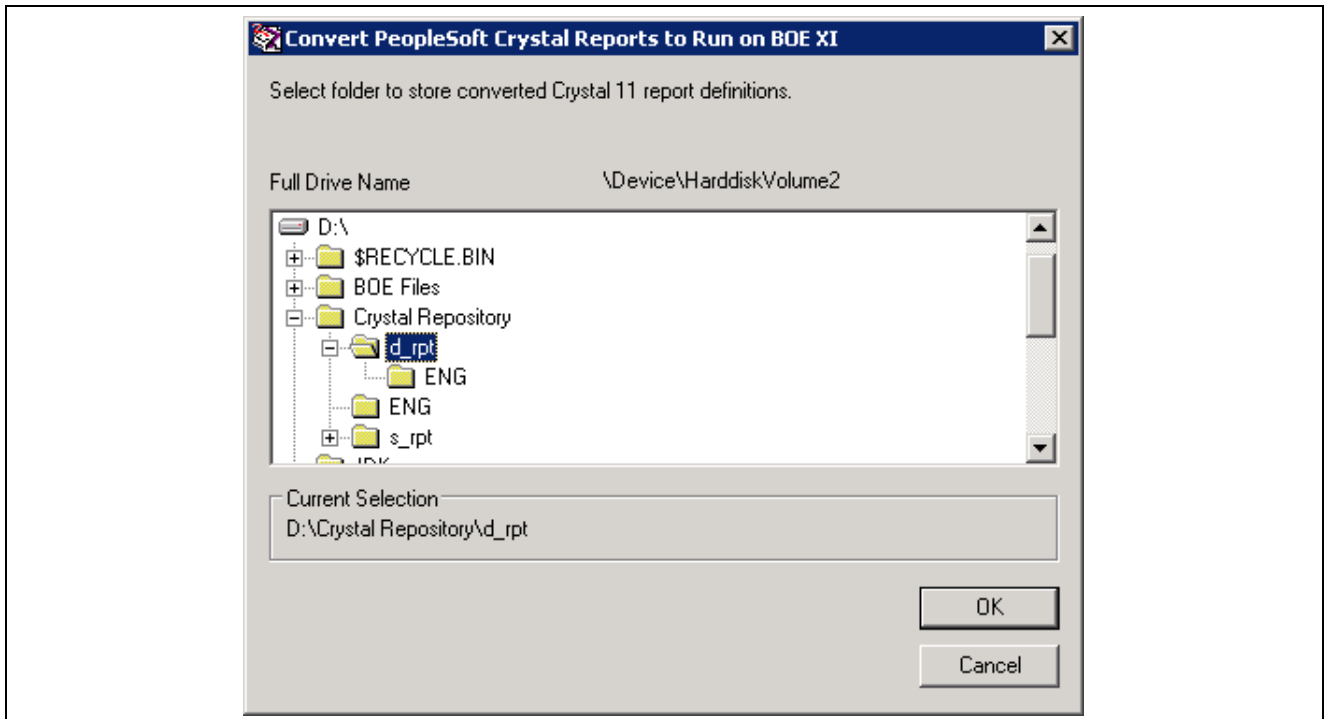 Convert PeopleSoft Crystal Reports to Run on BOE XI
Select folder to store converted Crystal 11 report definitions.
Full Drive Name \Device\HarddiskVolume2
D:\
$RECYCLE.BIN
BOE Files
Crystal Repository
d_rpt
ENG
ENG
s_rpt
Current Selection
D:\Crystal Repository\d_rpt
OK
Cancel